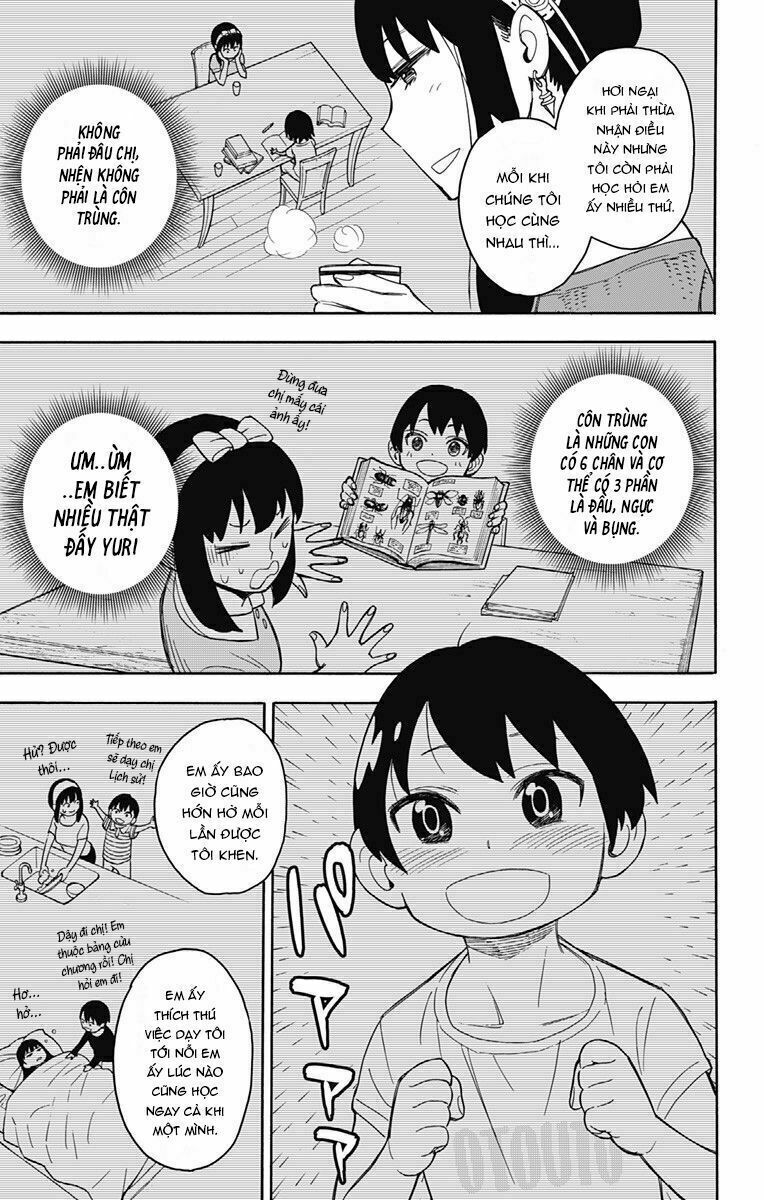 HƠI NGẠI
KHI PHẢI THỪA
NHẬN ĐIỀU
NÀY NHƯNG
TÔI CÒN PHẢI
HỌC HỎI EM
ẤY NHIỀU THỨ.
MỖI KHI
CHÚNG TÔI
HỌC CÙNG
NHAU THÌ...
KHÔNG
PHẢI ĐÂU CHỊ,
NHỆN KHÔNG
PHẢI LÀ CÔN
TRÙNG.
CÔN TRÙNG
LÀ NHỮNG CON
CÓ 6 CHÂN VÀ CƠ
THỂ CÓ 3 PHẦN
LÀ ĐẦU, NGỰC
VÀ BỤNG.
Đừng đưa
chị mấy cái
ảnh ấy!
ƯM..ỪM
..EM BIẾT
NHIỀU THẬT
ĐẤY YURI
パァァァ
EM ẤY BAO
GIỜ CŨNG
HỚN HỞ MỖI
LẦN ĐƯỢC
TÔI KHEN.
Tiếp theo em
sẽ dạy chị
Lịch sử!
Hử? Được
thôi...
EM ẤY
THÍCH THÚ
VIỆC DẠY TÔI
TỚI NỖI EM
ẤY LÚC NÀO
CŨNG HỌC
NGAY CẢ KHI
MỘT MÌNH.
Dậy đi chị! Em
thuộc bảng cửu
chương rồi! Chị
hỏi em đi!
Hơ...
hở...
OTOUTO